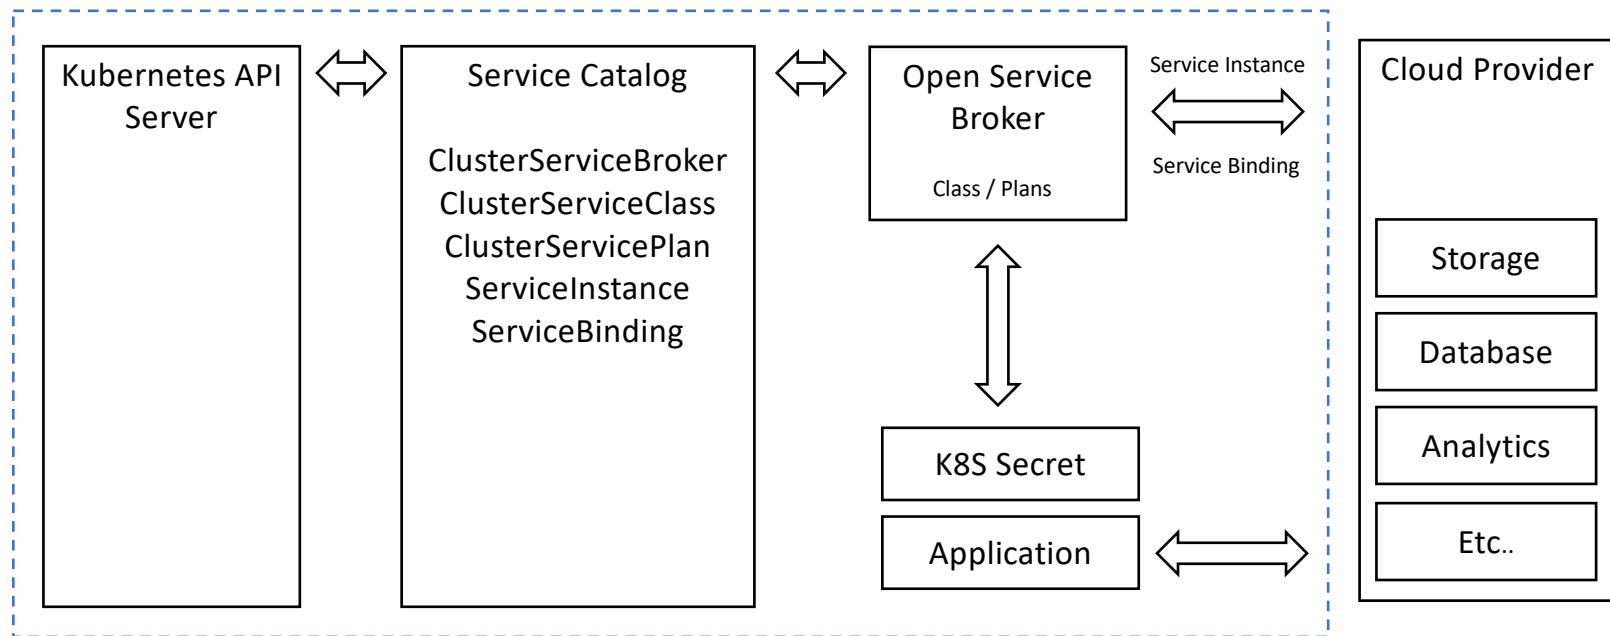 Kubernetes API
Server
Service Catalog
ClusterServiceBroker
ClusterServiceClass
ClusterServicePlan
ServiceInstance
ServiceBinding
Open Service
Broker
Class / Plans
Service Instance
Service Binding
K8S Secret
Application
Cloud Provider
Storage
Database
Analytics
Etc..